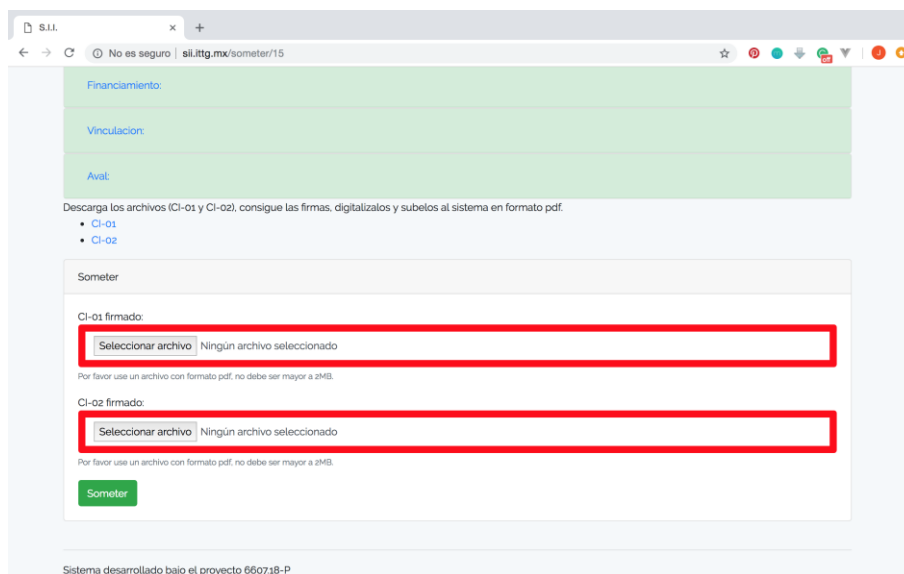 S.I.I.
No es seguro | sii.ittg.mx/someter/15
off
J
Financiamiento:
Vinculacion:
Aval:
Descarga los archivos (CI-01 y CI-02), consigue las firmas, digitalizalos y subelos al sistema en formato pdf.
CI-01
CI-02
Someter
CI-01 firmado:
Seleccionar archivo Ningún archivo seleccionado
Por favor use un archivo con formato pdf, no debe ser mayor a 2MB.
CI-02 firmado:
Seleccionar archivo Ningún archivo seleccionado
Por favor use un archivo con formato pdf, no debe ser mayor a 2MB.
Someter
Sistema desarrollado bajo el proyecto 6607.18-P